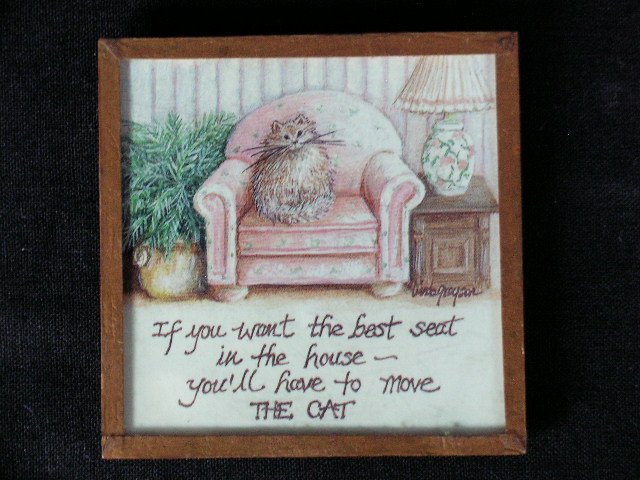 If you want the best seat
in the house —
you'll have to move
THE CAT